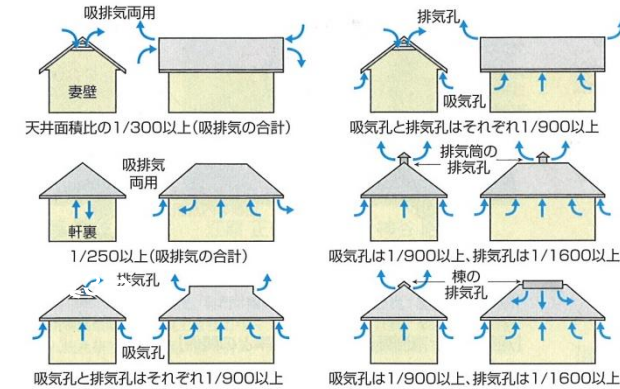 吸排気両用
妻壁
天井面積比の1/300以上(吸排気の合計)
排気孔
吸気孔
吸気孔と排気孔はそれぞれ1/900以上
吸排気
両用
軒裏
1/250以上(吸排気の合計)
排気筒の
排気孔
吸気孔は1/900以上、排気孔は1/1600以上
気孔
吸気孔
吸気孔と排気孔はそれぞれ1/900以上
棟の
排気孔
吸気孔は1/900以上、排気孔は1/1600以上